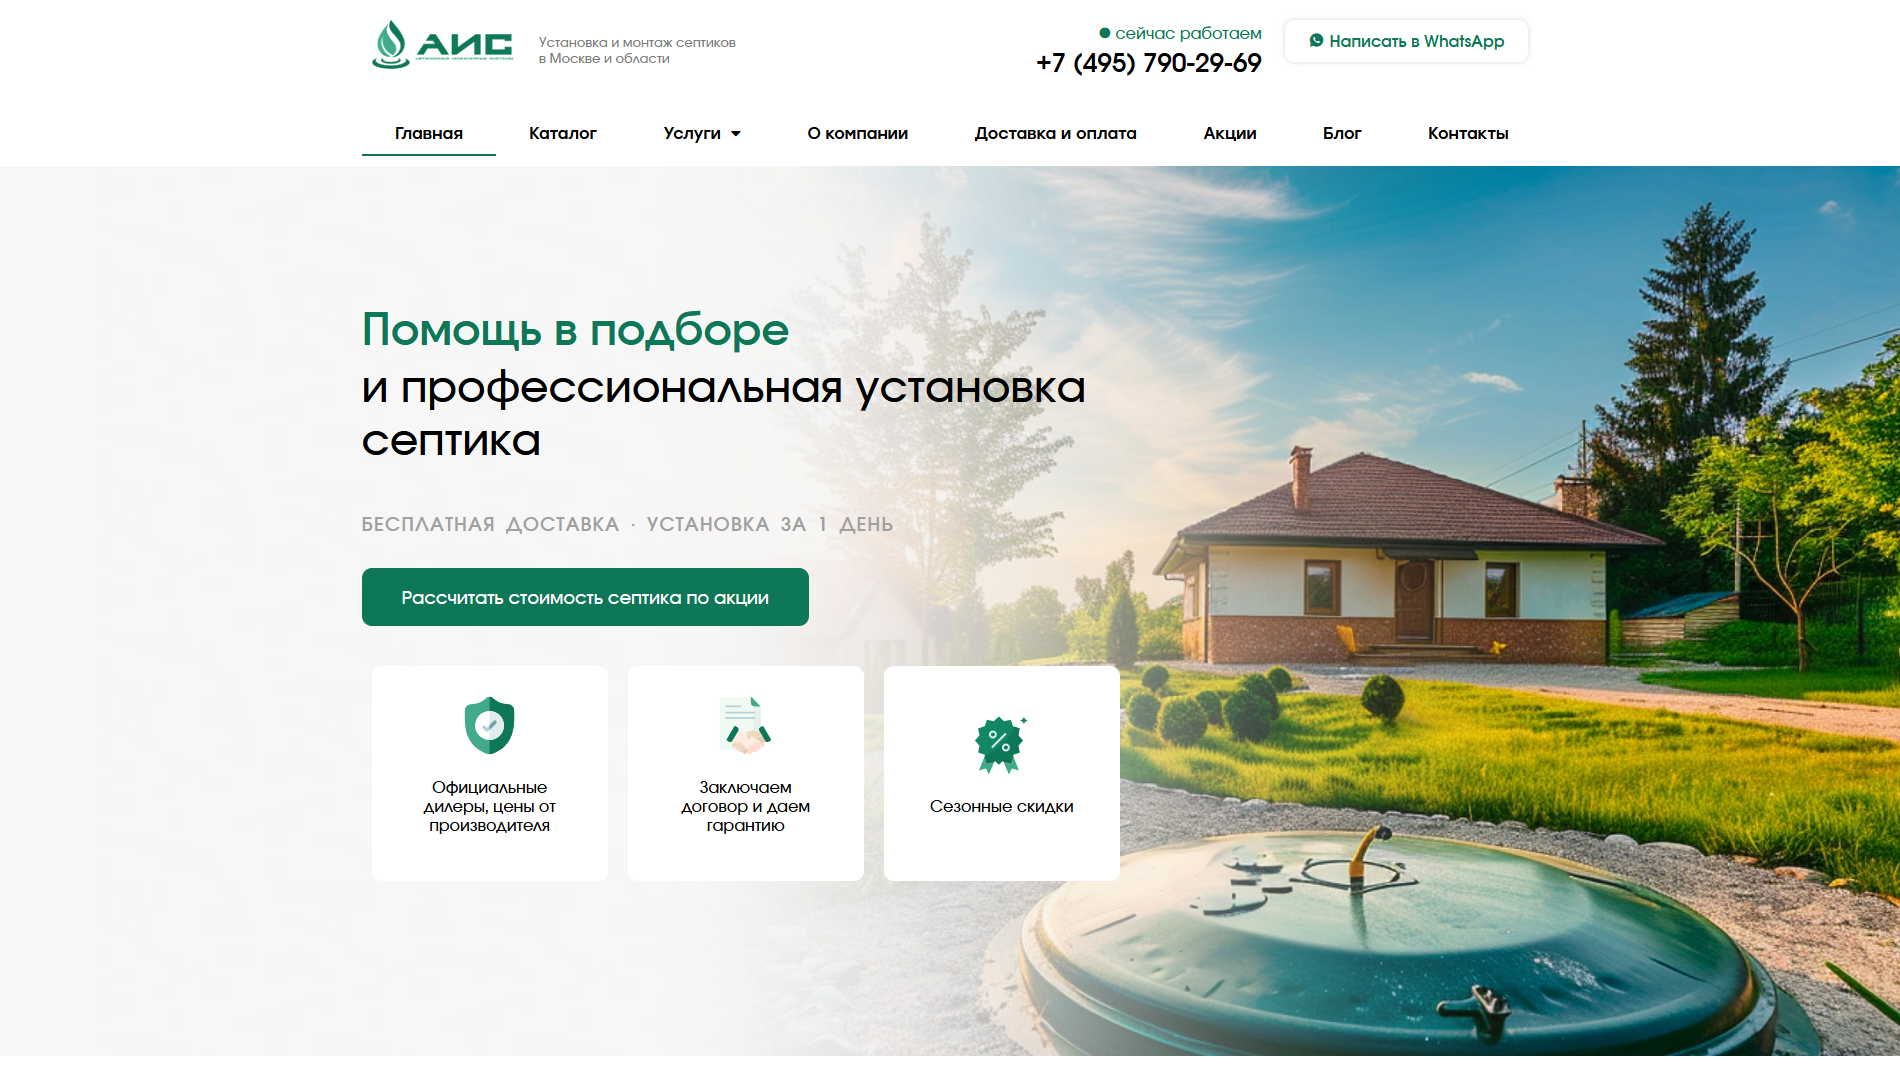 АИС
Установка и монтаж септиков
в Москве и области
сейчас работаем
+7 (495) 790-29-69
Написать в WhatsApp
Главная
Каталог
Услуги
О компании
Доставка и оплата
Акции
Блог
Контакты
Помощь в подборе
и профессиональная установка
септика
БЕСПЛАТНАЯ ДОСТАВКА · УСТАНОВКА ЗА 1 ДЕНЬ
Рассчитать стоимость септика по акции
Официальные
дилеры, цены от
производителя
Заключаем
договор и даем
гарантию
Сезонные скидки